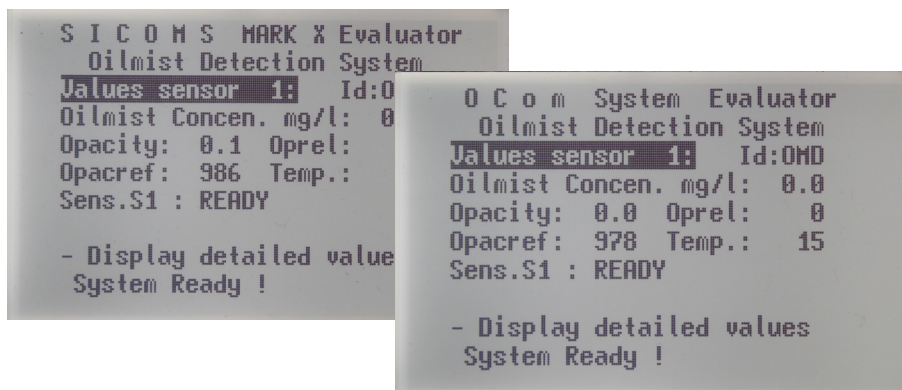 S I C O M S MARK X Evaluator
Oilmist Detection System
Values sensor 1: Id:O
Oilmist Concen. mg/l: 0
Opacity: 0.1 Oprel:
Opacref: 986 Temp.:
Sens.S1 : READY
- Display detailed value
System Ready !
O C o m System Evaluator
Oilmist Detection System
Values sensor 1: Id:OMD
Oilmist Concen. mg/l: 0.0
Opacity: 0.0 Oprel: 0
Opacref: 978 Temp.: 15
Sens.S1 : READY
- Display detailed values
System Ready !